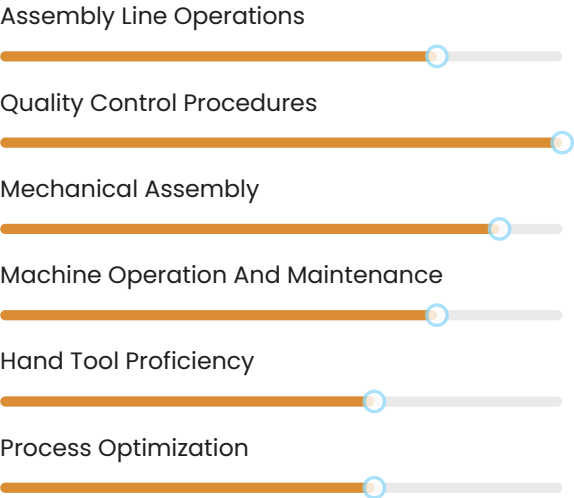 Assembly Line Operations
Quality Control Procedures
Mechanical Assembly
Machine Operation And Maintenance
Hand Tool Proficiency
Process Optimization